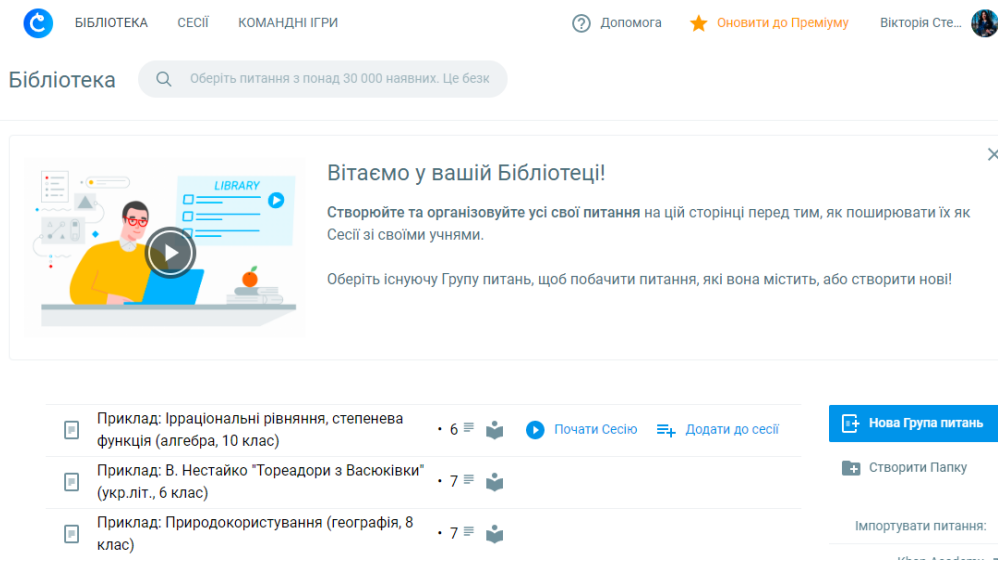 БІБЛІОТЕКА СЕСІЇ КОМАНДНІ ІГРИ Допомога Оновити до Преміуму Вікторія Сте...
Бібліотека Оберіть питання з понад 30 000 наявних. Це безк
LIBRARY
Вітаємо у вашій Бібліотеці!
Створюйте та організовуйте усі свої питання на цій сторінці перед тим, як поширювати їх як
Сесії зі своїми учнями.
Оберіть існуючу Групу питань, щоб побачити питання, які вона містить, або створити нові!
Приклад: Ірраціональні рівняння, степенева
функція (алгебра, 10 клас)
• 6 Почати Сесію Додати до сесії
Нова Група питань
Приклад: В. Нестайко "Тореадори з Васюківки"
(укр.літ., 6 клас)
• 7
Створити Папку
Приклад: Природокористування (географія, 8
клас)
• 7
Імпортувати питання:
Khan Academy